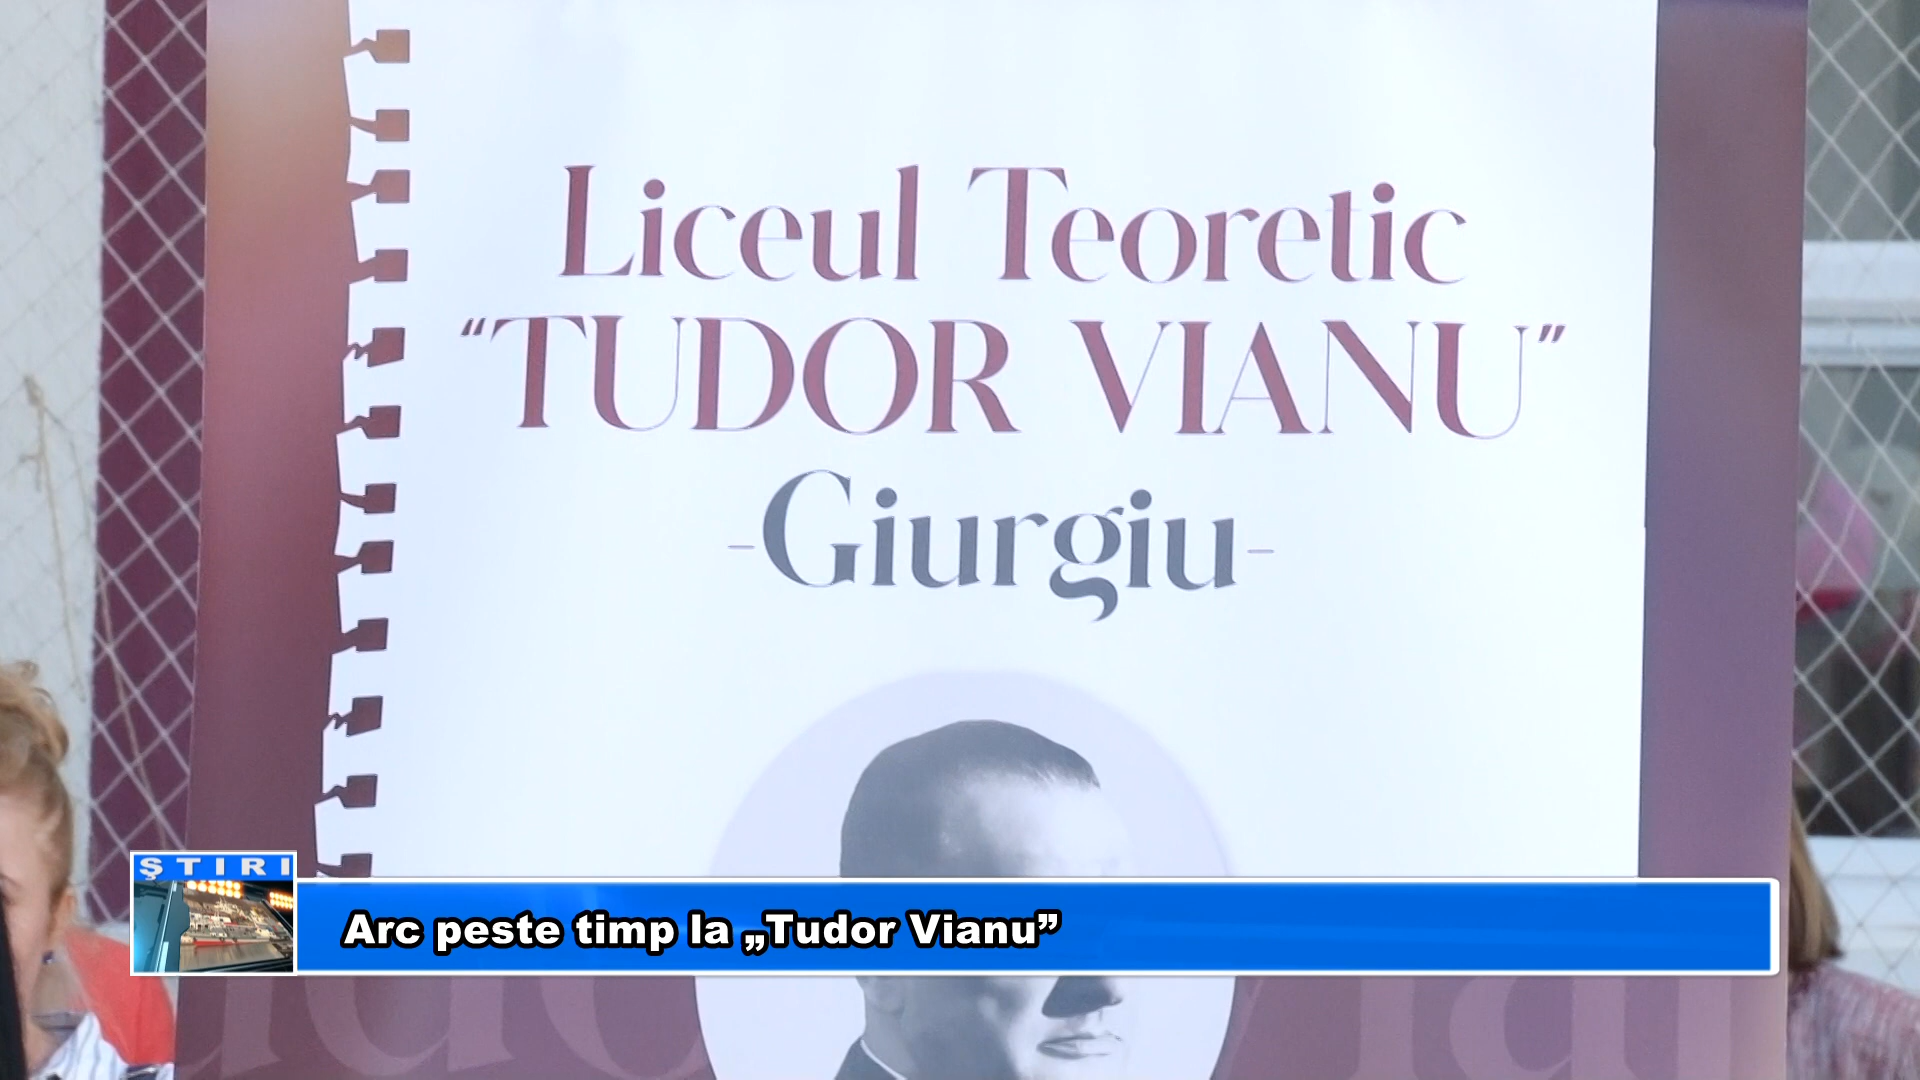 Liceul Teoretic
“TUDOR VIANU”
-Giurgiu-
ŞTIRI
Arc peste timp la „Tudor Vianu”